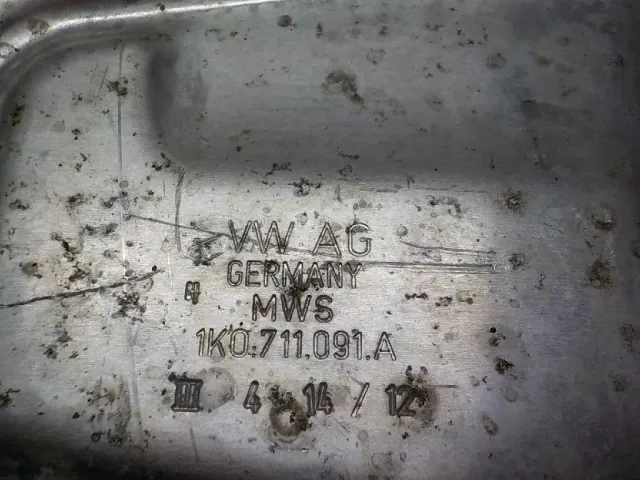 VW AG
GERMANY
MWS
1K0.711.091.A
III 4 14/12